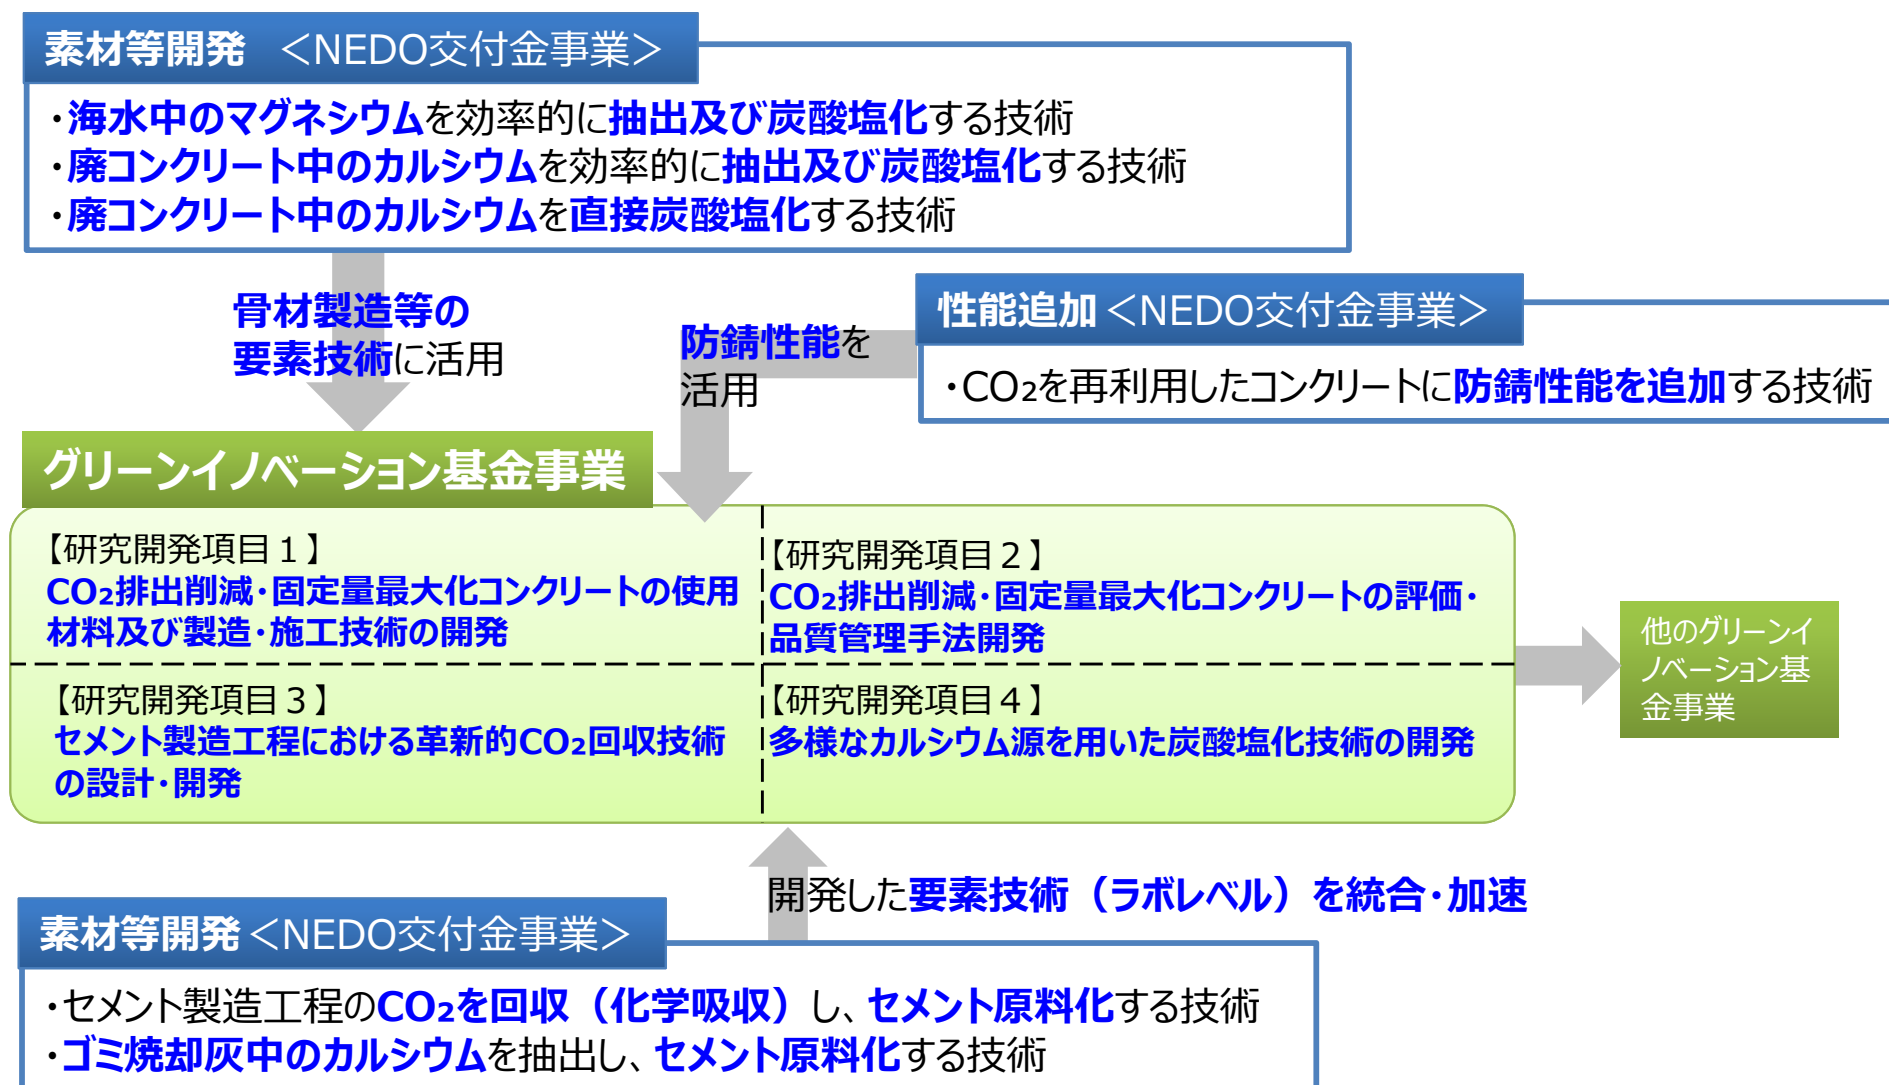 素材等開発 <NEDO交付金事業>
・海水中のマグネシウムを効率的に抽出及び炭酸塩化する技術
・廃コンクリート中のカルシウムを効率的に抽出及び炭酸塩化する技術
・廃コンクリート中のカルシウムを直接炭酸塩化する技術
骨材製造等の
要素技術に活用
防錆性能を
活用
性能追加<NEDO交付金事業>
・CO₂を再利用したコンクリートに防錆性能を追加する技術
グリーンイノベーション基金事業
【研究開発項目1】
CO₂排出削減・固定量最大化コンクリートの使用
材料及び製造・施工技術の開発
【研究開発項目2】
CO₂排出削減・固定量最大化コンクリートの評価・
品質管理手法開発
【研究開発項目3】
セメント製造工程における革新的CO₂回収技術
の設計・開発
【研究開発項目4】
多様なカルシウム源を用いた炭酸塩化技術の開発
他のグリーンイ
ノベーション基
金事業
開発した要素技術（ラボレベル）を統合・加速
素材等開発<NEDO交付金事業>
・セメント製造工程のCO₂を回収（化学吸収）し、セメント原料化する技術
・ゴミ焼却灰中のカルシウムを抽出し、セメント原料化する技術